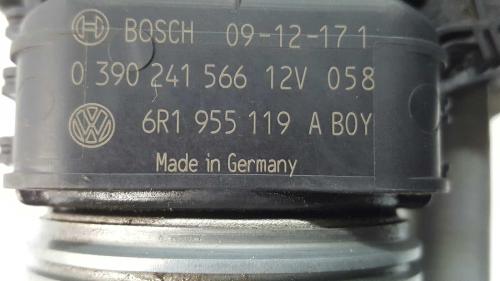 BOSCH 09-12-17 1
0 390 241 566 12V 058
6R1 955 119 A BOY
Made in Germany